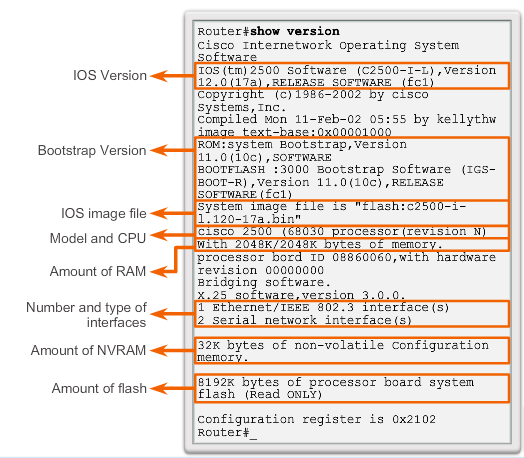 Router#show version
Cisco Internetwork Operating System
Software
IOS Version
IOS(tm)2500 Software (C2500-I-L),Version
12.0(17a),RELEASE SOFTWARE (fc1)
Copyright (c)1986-2002 by cisco
Systems,Inc.
Compiled Mon 11-Feb-02 05:55 by kellythw
image text-base:0x00001000
Bootstrap Version
ROM:system Bootstrap,Version
11.0(10c),SOFTWARE
BOOTFLASH :3000 Bootstrap Software (IGS-
BOOT-R),Version 11.0(10c),RELEASE
SOFTWARE(fc1)
IOS image file
System image file is "flash:c2500-i-
l.120-17a.bin"
Model and CPU
cisco 2500 (68030 processor(revision N)
Amount of RAM
With 2048K/2048K bytes of memory.
processor bord ID 08860060,with hardware
revision 00000000
Bridging software.
X.25 software,version 3.0.0.
Number and type of
interfaces
1 Ethernet/IEEE 802.3 interface(s)
2 Serial network interface(s)
Amount of NVRAM
32K bytes of non-volatile Configuration
memory.
Amount of flash
8192K bytes of processor board system
flash (Read ONLY)
Configuration register is 0x2102
Router#_